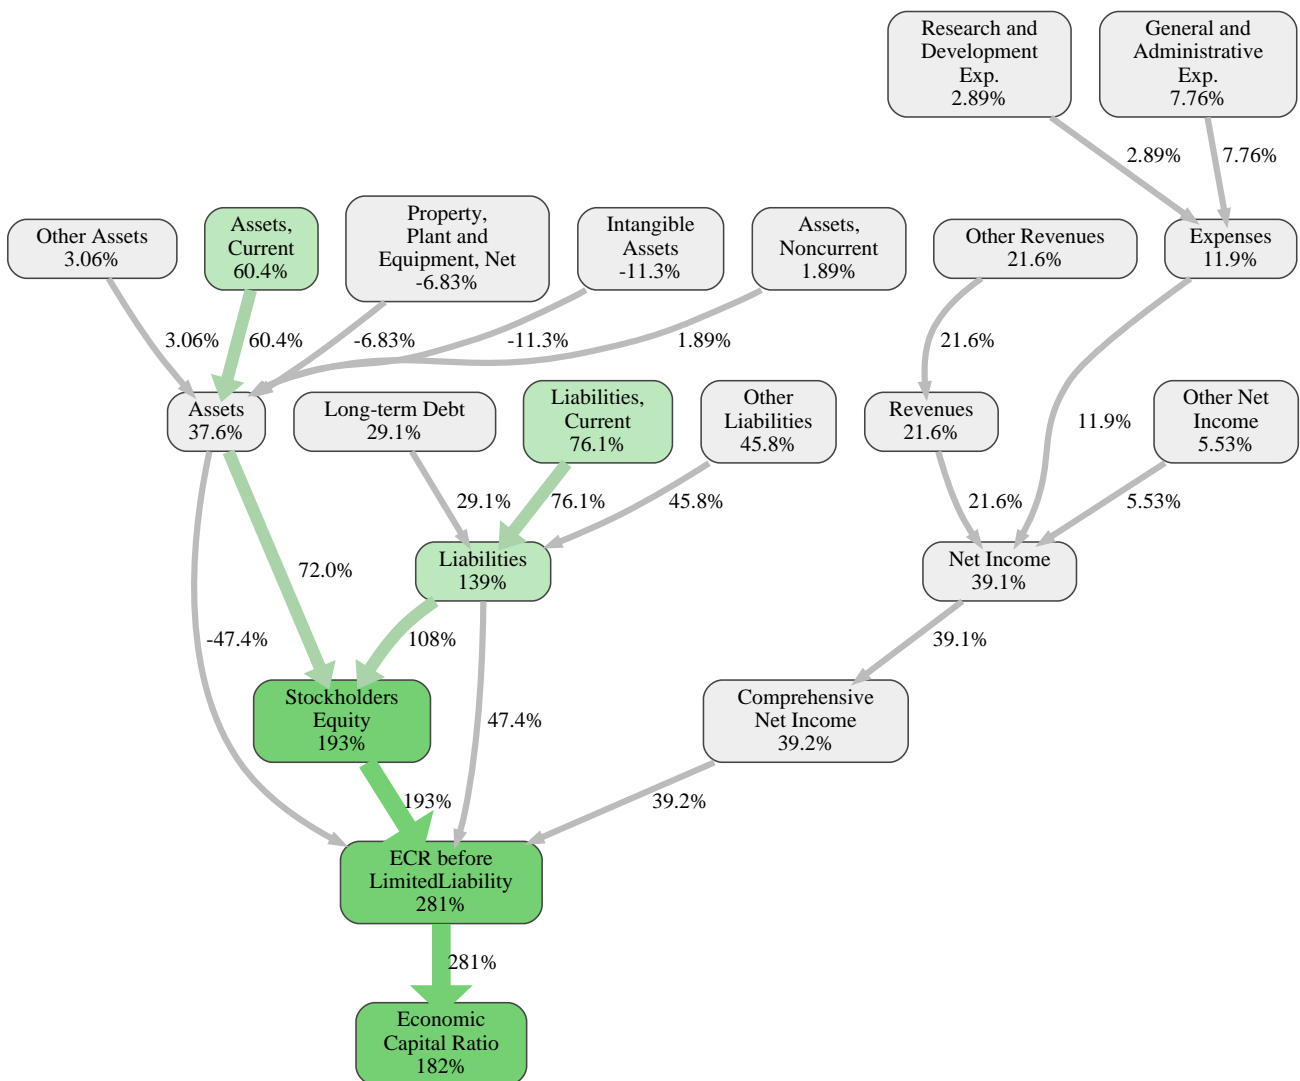 Research and
Development
Exp.
2.89%
General and
Administrative
Exp.
7.76%
2.89%
7.76%
Other Assets
3.06%
Assets,
Current
60.4%
Property,
Plant and
Equipment, Net
-6.83%
Intangible
Assets
-11.3%
Assets,
Noncurrent
1.89%
Other Revenues
21.6%
Expenses
11.9%
3.06%
60.4%
-6.83%
-11.3%
1.89%
21.6%
11.9%
Assets
37.6%
Long-term Debt
29.1%
Liabilities,
Current
76.1%
Other
Liabilities
45.8%
Revenues
21.6%
Other Net
Income
5.53%
29.1%
76.1%
45.8%
21.6%
5.53%
72.0%
Liabilities
139%
Net Income
39.1%
-47.4%
108%
39.1%
Stockholders
Equity
193%
47.4%
Comprehensive
Net Income
39.2%
193%
39.2%
ECR before
LimitedLiability
281%
281%
Economic
Capital Ratio
182%